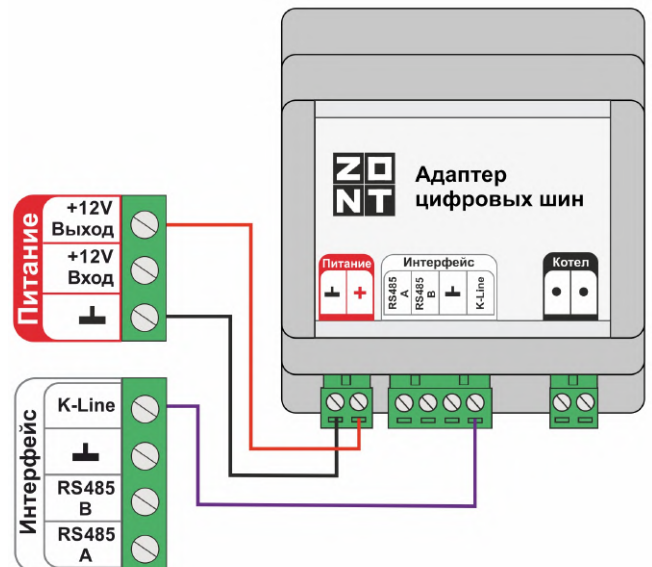 ZO
NT
Адаптер
цифровых шин
Питание
+
Интерфейс
RS485
A
RS485
B
K-Line
Котел
Питание
+12V
Выход
+12V
Вход
Интерфейс
K-Line
RS485
B
RS485
A